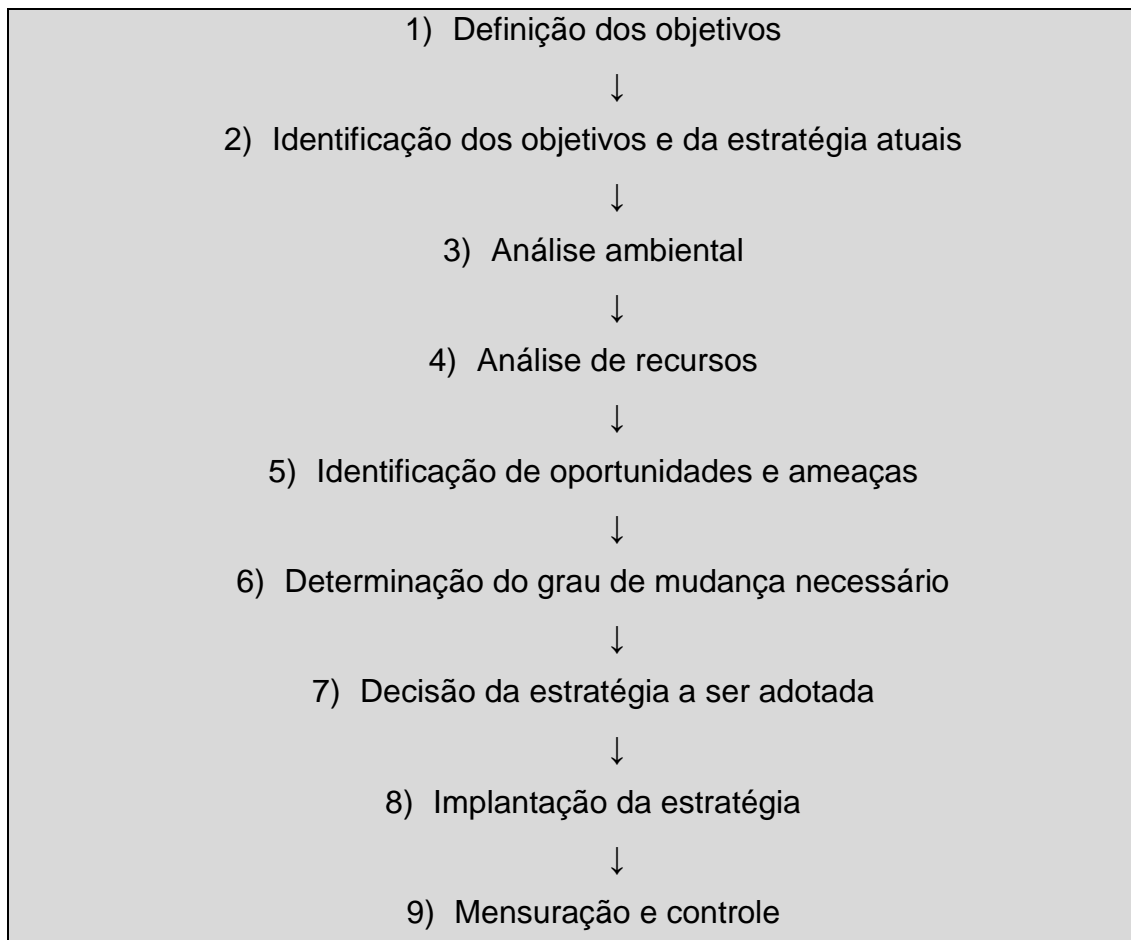 1) Definição dos objetivos
↓
2) Identificação dos objetivos e da estratégia atuais
↓
3) Análise ambiental
↓
4) Análise de recursos
↓
5) Identificação de oportunidades e ameaças
↓
6) Determinação do grau de mudança necessário
↓
7) Decisão da estratégia a ser adotada
↓
8) Implantação da estratégia
↓
9) Mensuração e controle